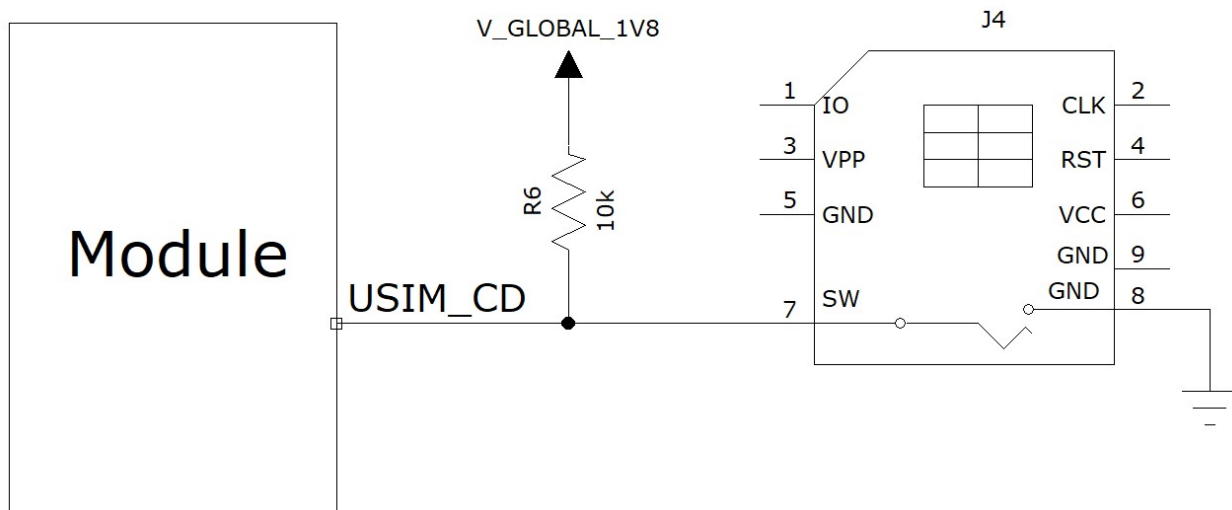 J4
V_GLOBAL_1V8
1
IO
CLK
2
3
VPP
RST
4
R6
10k
5
GND
VCC
6
Module
GND
9
USIM_CD
7
SW
GND
8